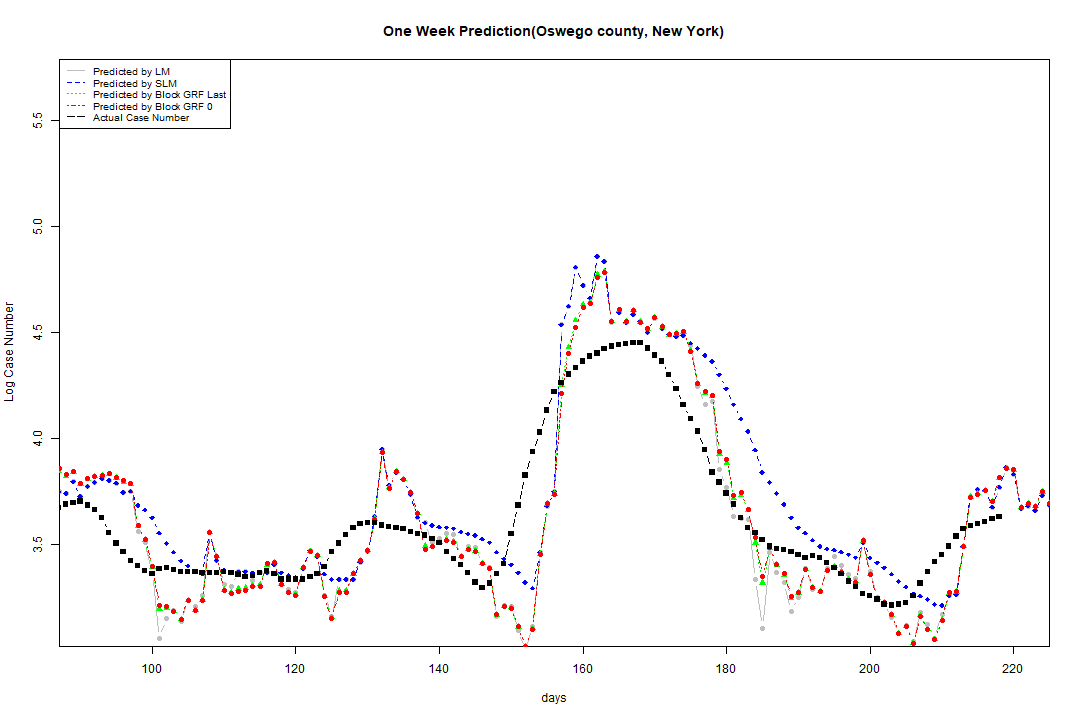 One Week Prediction(Oswego county, New York)
Predicted by LM
Predicted by SLM
Predicted by Block GRF Last
Predicted by Block GRF 0
Actual Case Number
5.5
5.0
4.5
4.0
3.5
Log Case Number
100 120 140 160 180 200 220
days